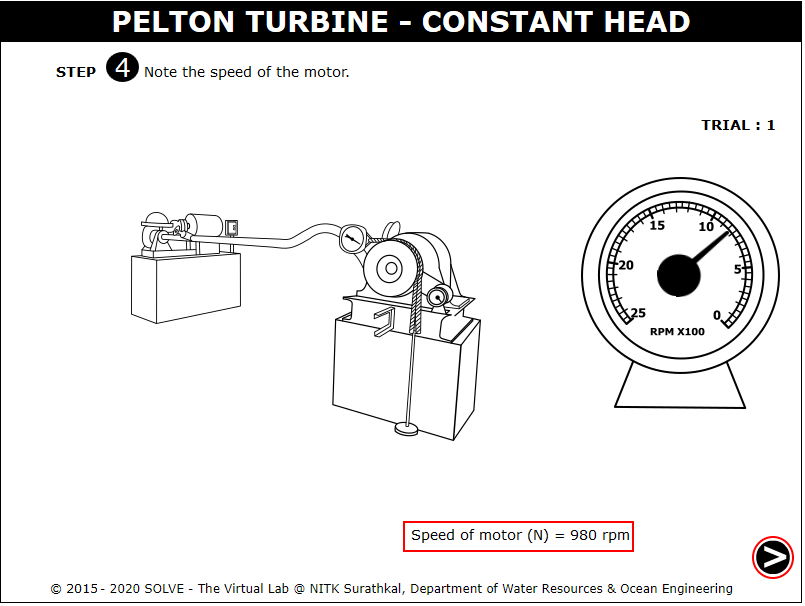 PELTON TURBINE - CONSTANT HEAD
STEP 4 Note the speed of the motor.
TRIAL : 1
15 10
20 5
25 0
RPM X100
Speed of motor (N) = 980 rpm
>
© 2015 - 2020 SOLVE - The Virtual Lab @ NITK Surathkal, Department of Water Resources & Ocean Engineering